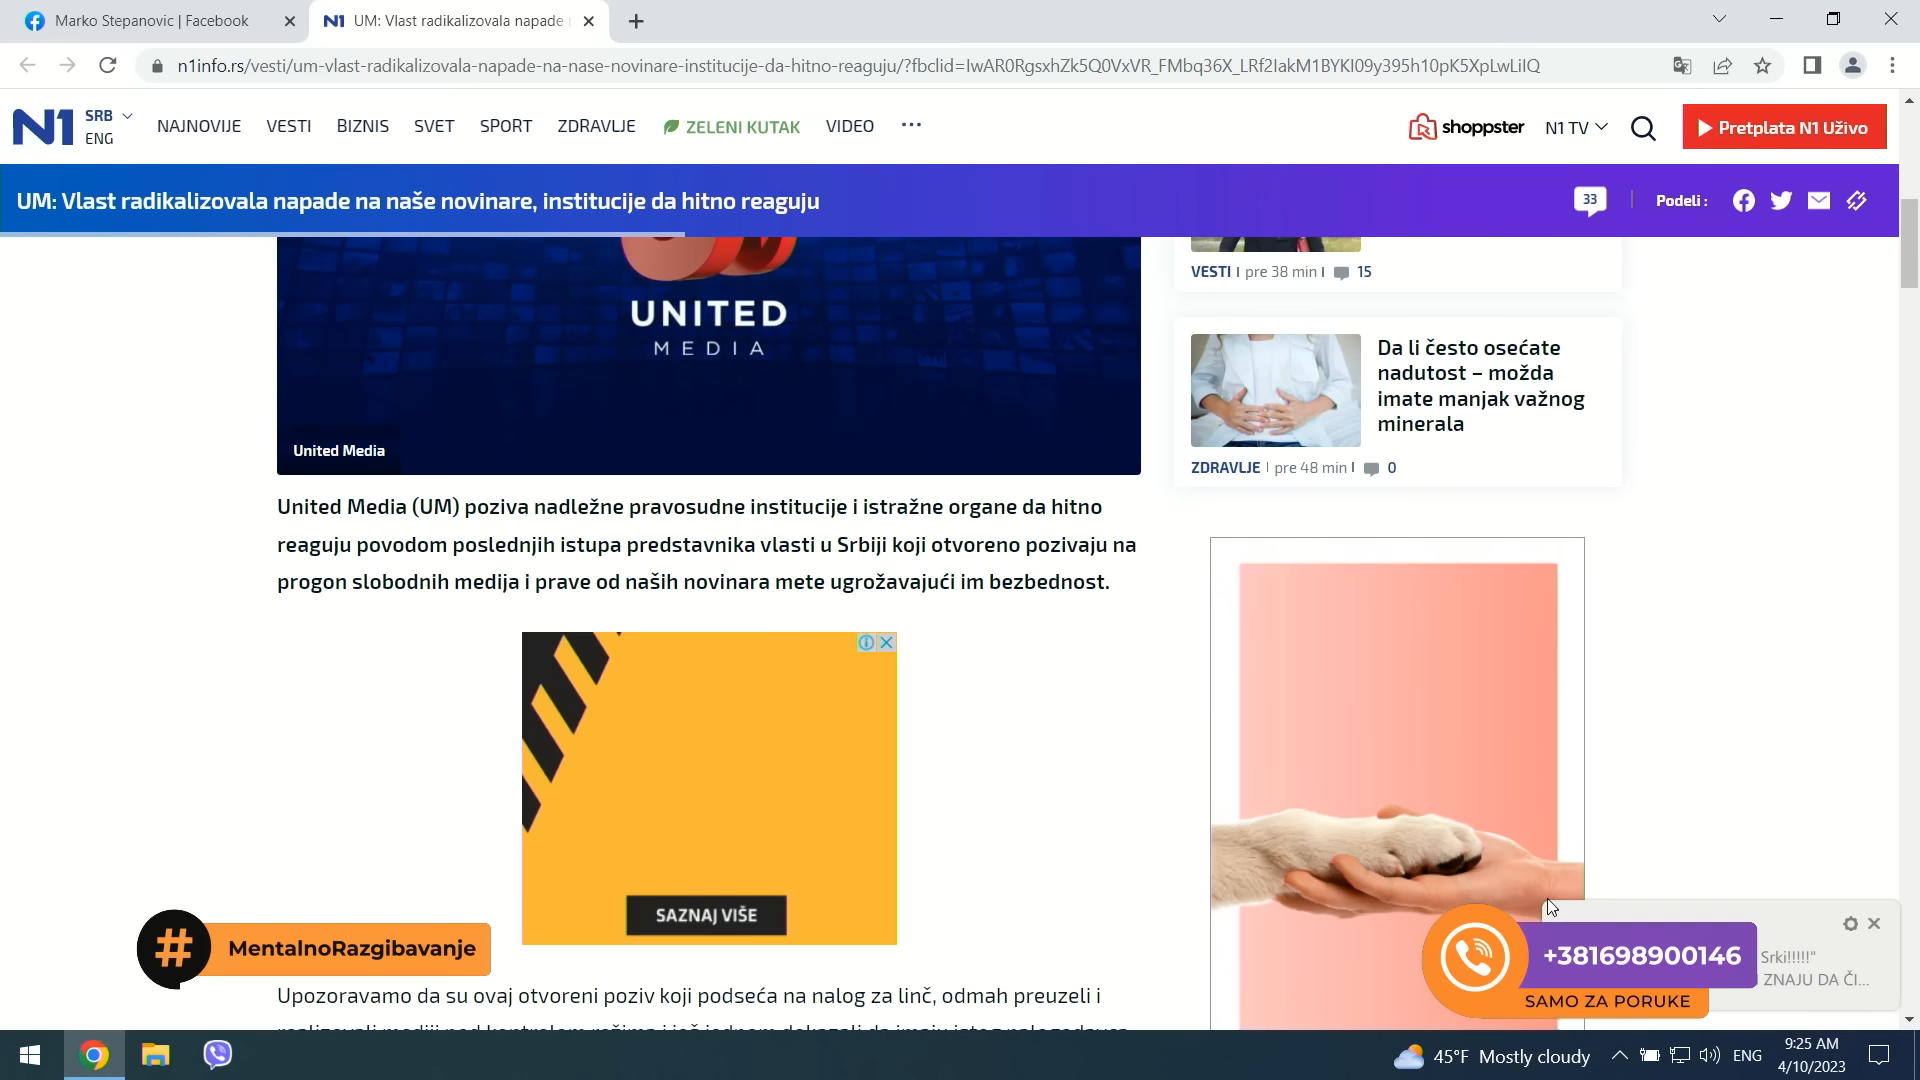 Marko Stepanovic | Facebook
N1 UM: Vlast radikalizovala napade
n1info.rs/vesti/um-vlast-radikalizovala-napade-na-nase-novinare-institucije-da-hitno-reaguju/?fbclid=IwAR0RgsxhZk5Q0VxVR_FMbq36X_LRf2IakM1BYKI09y395h10pK5XpLwLiIQ
N1 SRB
ENG
NAJNOVIJE VESTI BIZNIS SVET SPORT ZDRAVLJE ZELENI KUTAK VIDEO
shoppster N1 TV Pretplata N1 Uživo
UM: Vlast radikalizovala napade na naše novinare, institucije da hitno reaguju
33 Podeli :
UNITED
MEDIA
United Media
VESTI I pre 38 min I 15
Da li često osećate
nadutost – možda
imate manjak važnog
minerala
ZDRAVLJE I pre 48 min I 0
United Media (UM) poziva nadležne pravosudne institucije i istražne organe da hitno
reaguju povodom poslednjih istupa predstavnika vlasti u Srbiji koji otvoreno pozivaju na
progon slobodnih medija i prave od naših novinara mete ugrožavajući im bezbednost.
SAZNAJ VIŠE
# MentalnoRazgibavanje
Upozoravamo da su ovaj otvoreni poziv koji podseća na nalog za linč, odmah preuzeli i
+381698900146
SAMO ZA PORUKE
Srki!!!!!"
ZNAJU DA ČI...
45°F Mostly cloudy
ENG
9:25 AM
4/10/2023